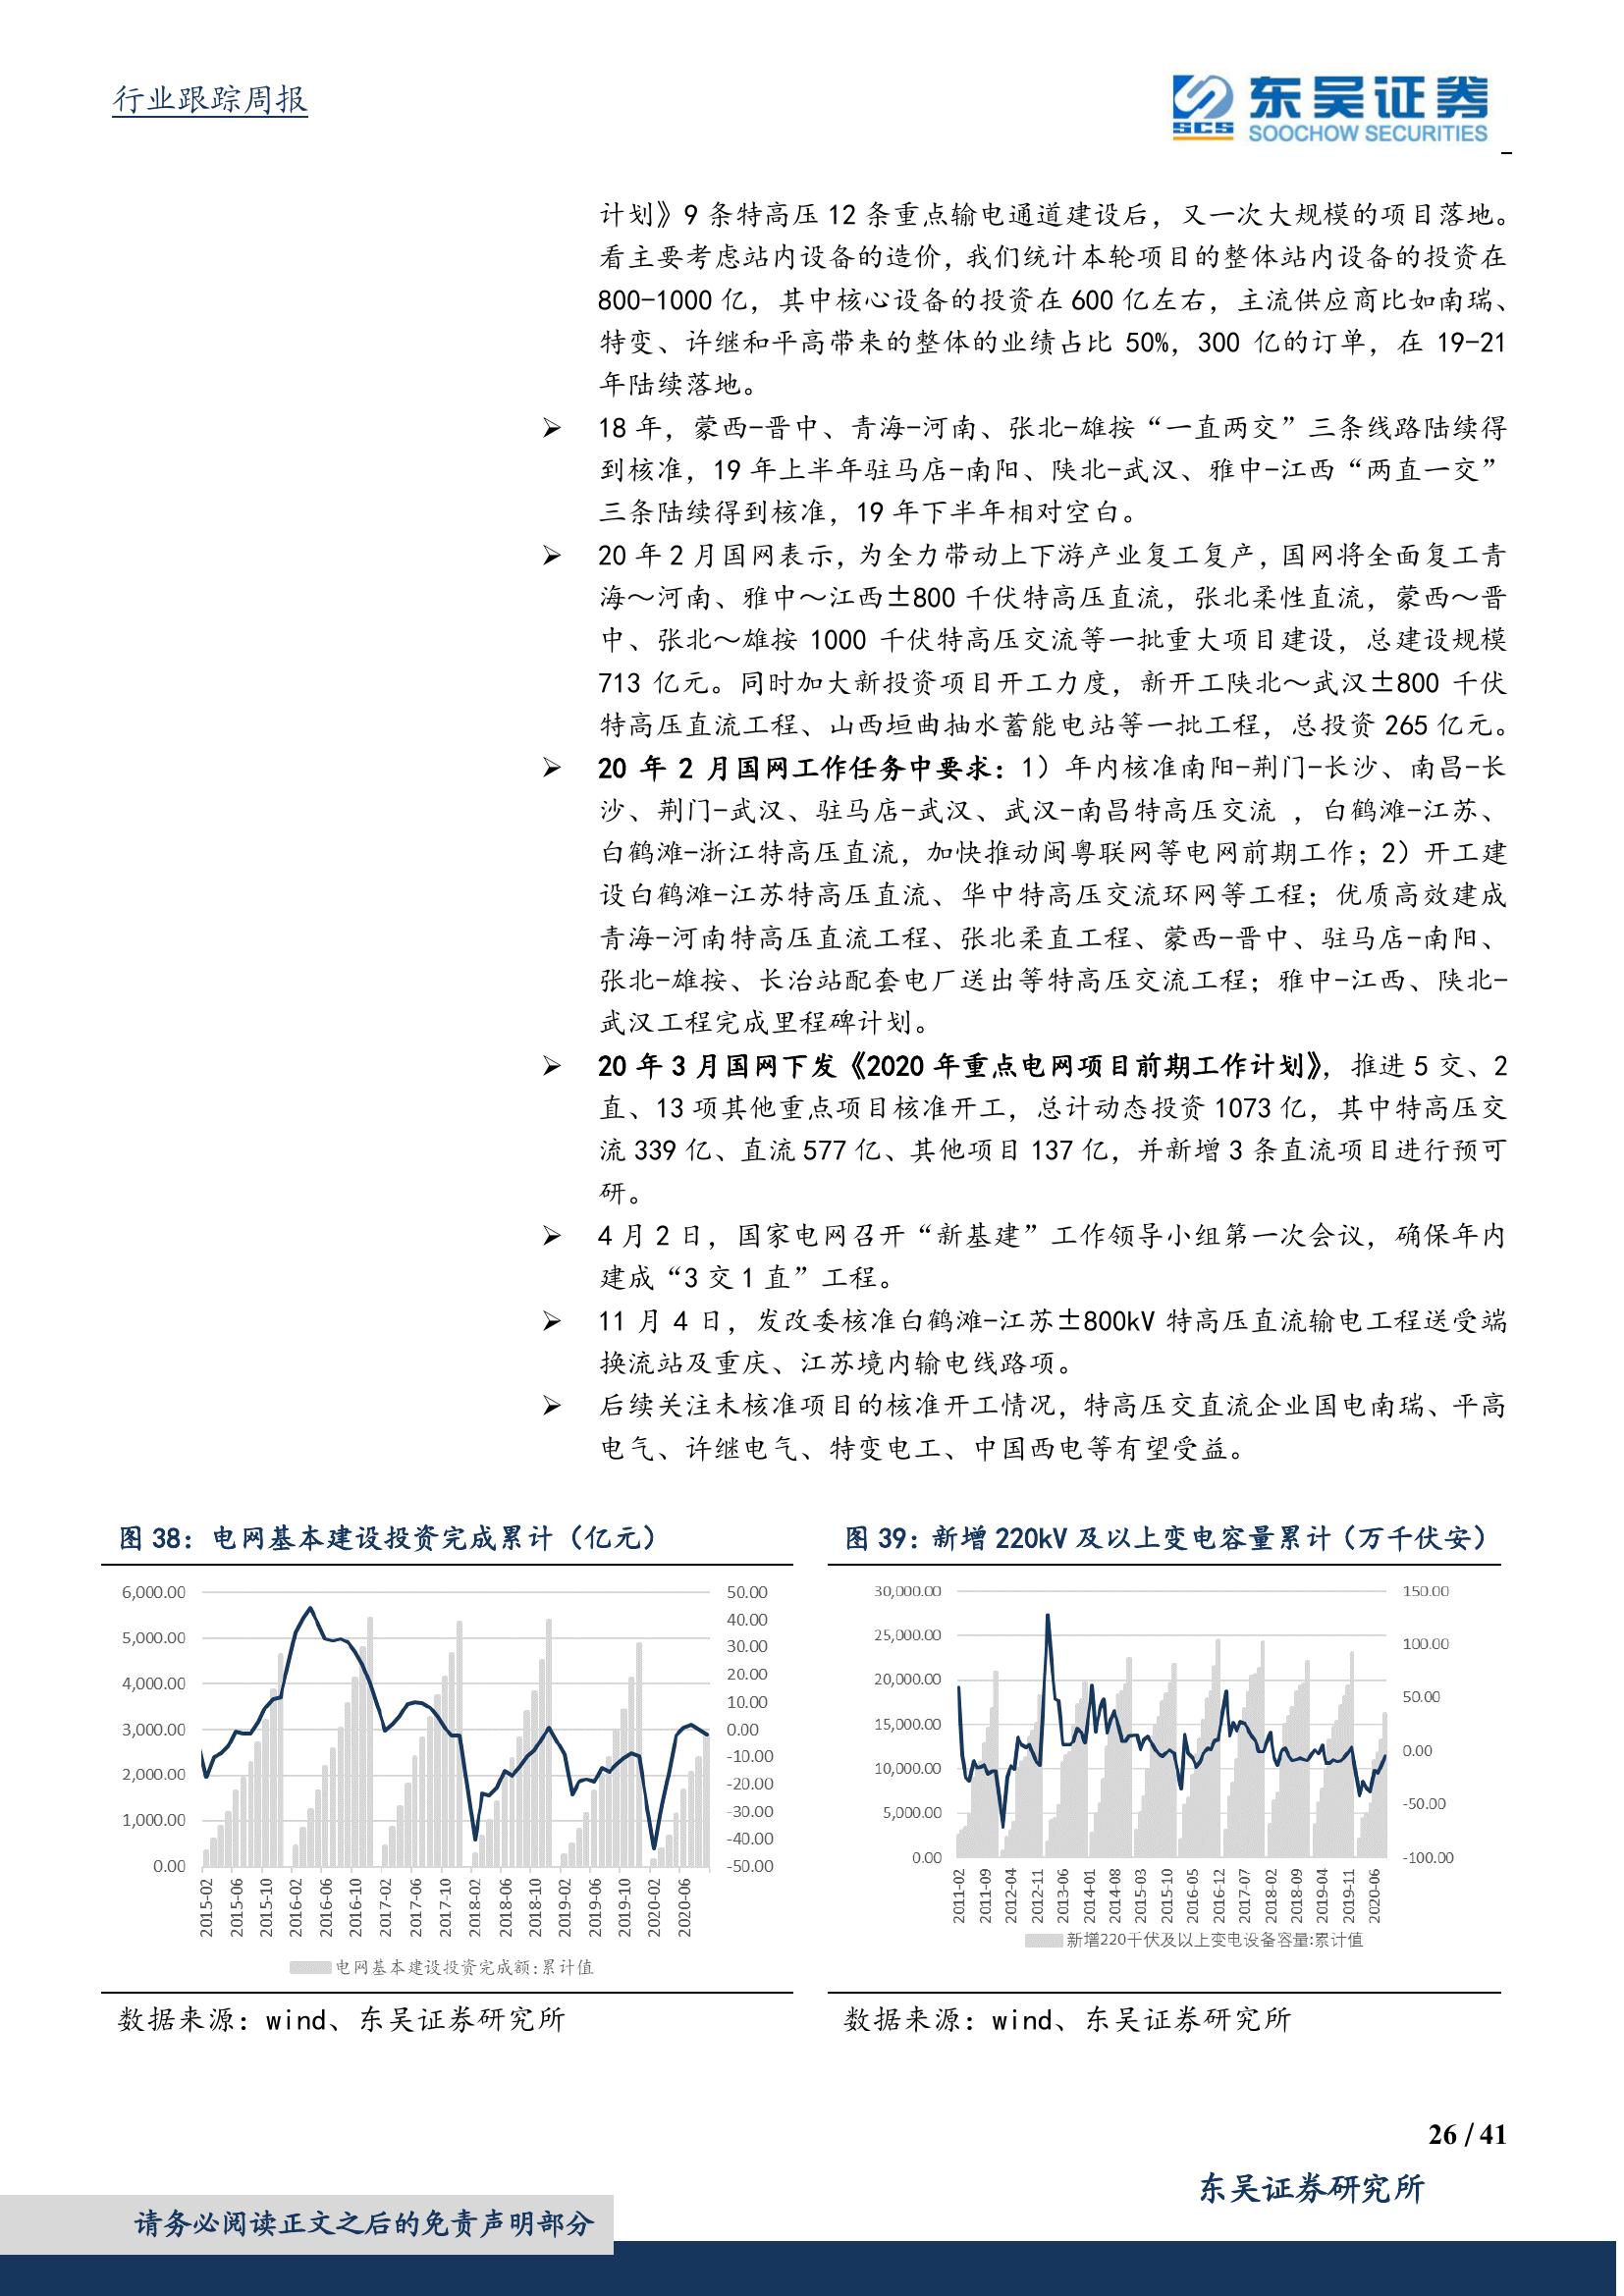 行业跟踪周报
东吴证券
SCS
SOOCHOW SECURITIES
计划》9 条特高压 12 条重点输电通道建设后，又一次大规模的项目落地。
看主要考虑站内设备的造价，我们统计本轮项目的整体站内设备的投资在
800-1000 亿，其中核心设备的投资在 600 亿左右，主流供应商比如南瑞、
特变、许继和平高带来的整体的业绩占比 50%，300 亿的订单，在 19-21
年陆续落地。
➢ 18 年，蒙西-晋中、青海-河南、张北-雄按“一直两交”三条线路陆续得
到核准，19 年上半年驻马店-南阳、陕北-武汉、雅中-江西“两直一交”
三条陆续得到核准，19 年下半年相对空白。
➢ 20 年 2 月国网表示，为全力带动上下游产业复工复产，国网将全面复工青
海～河南、雅中～江西±800 千伏特高压直流，张北柔性直流，蒙西～晋
中、张北～雄按 1000 千伏特高压交流等一批重大项目建设，总建设规模
713 亿元。同时加大新投资项目开工力度，新开工陕北～武汉±800 千伏
特高压直流工程、山西垣曲抽水蓄能电站等一批工程，总投资 265 亿元。
➢ 20 年 2 月国网工作任务中要求：1）年内核准南阳-荆门-长沙、南昌-长
沙、荆门-武汉、驻马店-武汉、武汉-南昌特高压交流 ，白鹤滩-江苏、
白鹤滩-浙江特高压直流，加快推动闽粤联网等电网前期工作；2）开工建
设白鹤滩-江苏特高压直流、华中特高压交流环网等工程；优质高效建成
青海-河南特高压直流工程、张北柔直工程、蒙西-晋中、驻马店-南阳、
张北-雄按、长治站配套电厂送出等特高压交流工程；雅中-江西、陕北-
武汉工程完成里程碑计划。
➢ 20 年 3 月国网下发《2020 年重点电网项目前期工作计划》，推进 5 交、2
直、13 项其他重点项目核准开工，总计动态投资 1073 亿，其中特高压交
流 339 亿、直流 577 亿、其他项目 137 亿，并新增 3 条直流项目进行预可
研。
➢ 4 月 2 日，国家电网召开“新基建”工作领导小组第一次会议，确保年内
建成“3 交 1 直”工程。
➢ 11 月 4 日，发改委核准白鹤滩-江苏±800kV 特高压直流输电工程送受端
换流站及重庆、江苏境内输电线路项。
➢ 后续关注未核准项目的核准开工情况，特高压交直流企业国电南瑞、平高
电气、许继电气、特变电工、中国西电等有望受益。
图 38：电网基本建设投资完成累计（亿元）
6,000.00
5,000.00
4,000.00
3,000.00
2,000.00
1,000.00
0.00
50.00
40.00
30.00
20.00
10.00
0.00
-10.00
-20.00
-30.00
-40.00
-50.00
2015-02
2015-06
2015-10
2016-02
2016-06
2016-10
2017-02
2017-06
2017-10
2018-02
2018-06
2018-10
2019-02
2019-06
2019-10
2020-02
2020-06
电网基本建设投资完成额:累计值
数据来源：wind、东吴证券研究所
图 39：新增 220kV 及以上变电容量累计（万千伏安）
30,000.00
25,000.00
20,000.00
15,000.00
10,000.00
5,000.00
0.00
150.00
100.00
50.00
0.00
-50.00
-100.00
2011-02
2011-09
2012-04
2012-11
2013-06
2014-01
2014-08
2015-03
2015-10
2016-05
2016-12
2017-07
2018-02
2018-09
2019-04
2019-11
2020-06
新增220千伏及以上变电设备容量:累计值
数据来源：wind、东吴证券研究所
26 / 41
东吴证券研究所
请务必阅读正文之后的免责声明部分